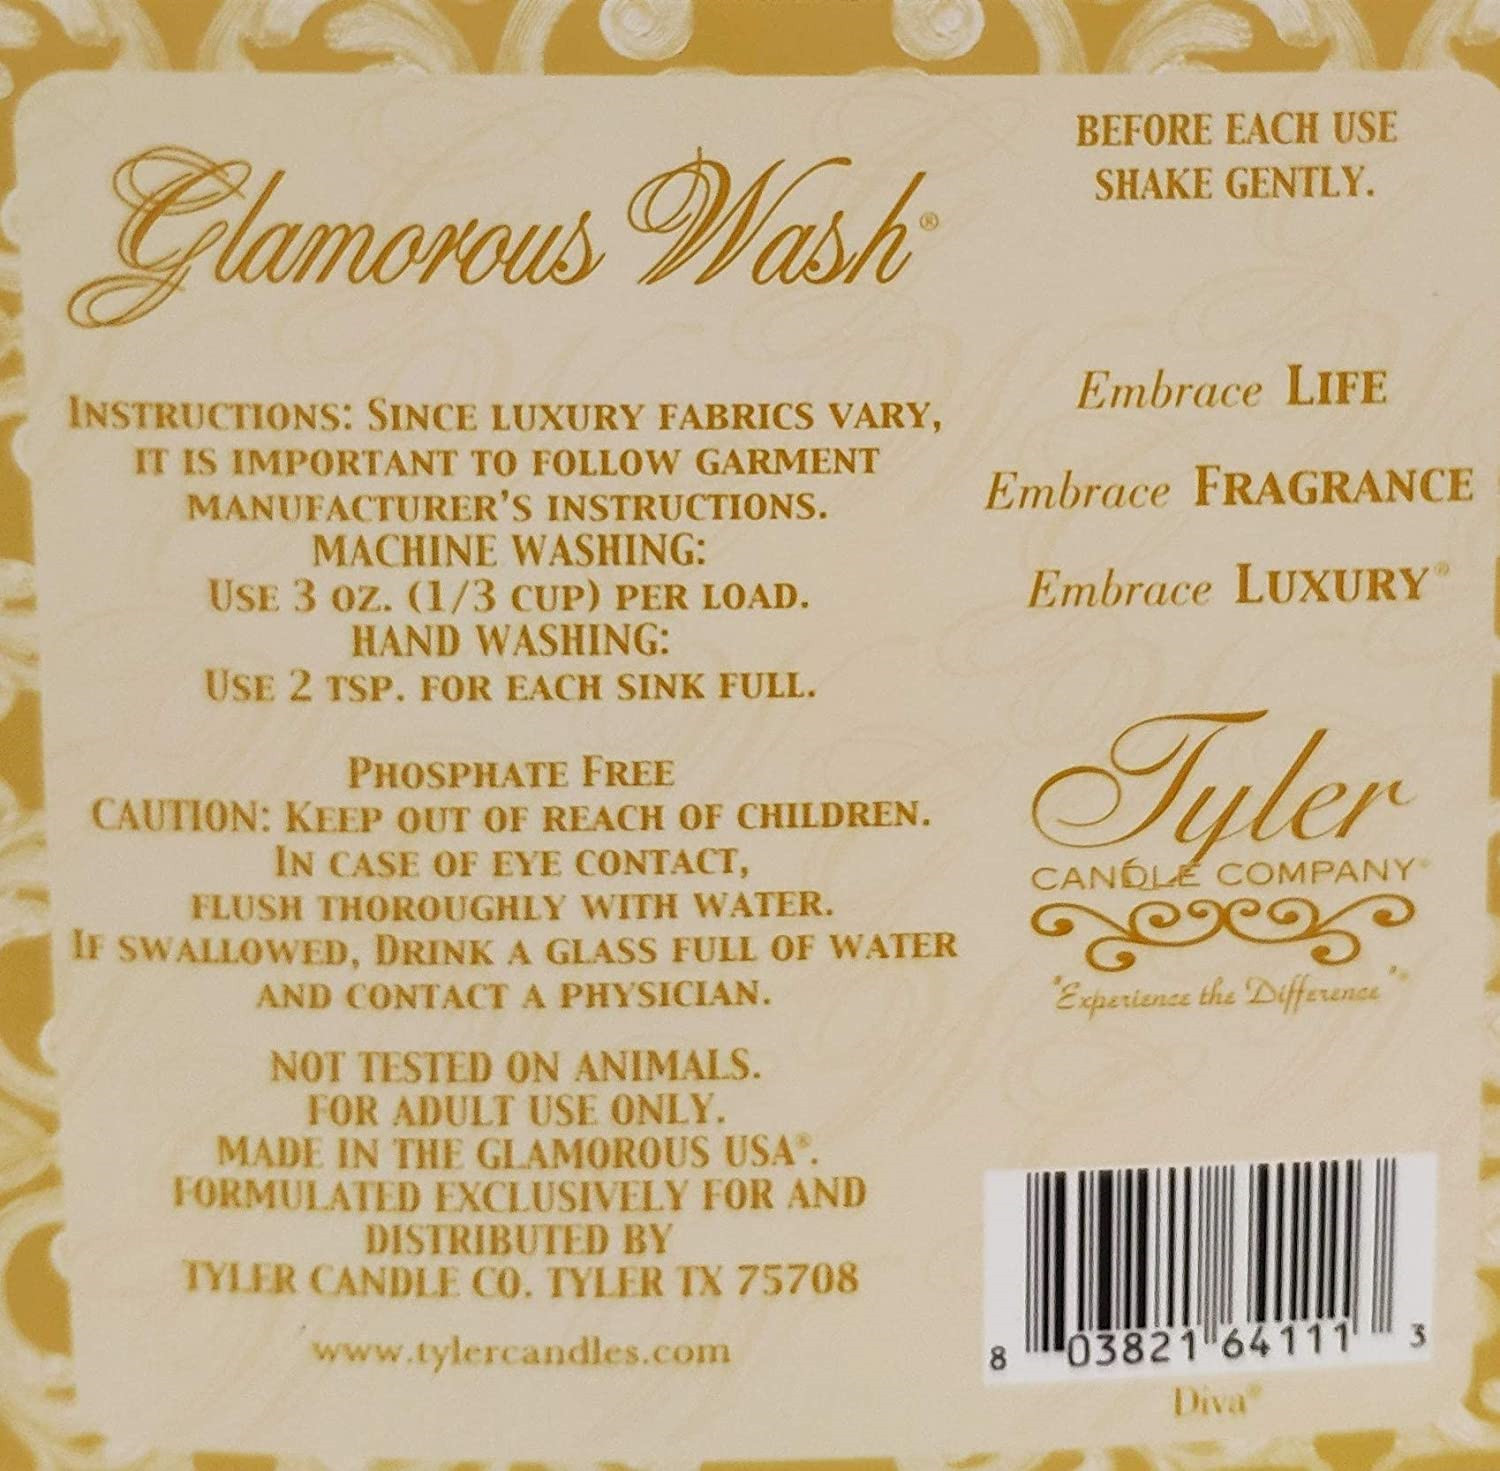 Glamorous Wash®
INSTRUCTIONS: SINCE LUXURY FABRICS VARY,
IT IS IMPORTANT TO FOLLOW GARMENT
MANUFACTURER'S INSTRUCTIONS.
MACHINE WASHING:
USE 3 OZ. (1/3 CUP) PER LOAD.
HAND WASHING:
USE 2 TSP. FOR EACH SINK FULL.
PHOSPHATE FREE
CAUTION: KEEP OUT OF REACH OF CHILDREN.
IN CASE OF EYE CONTACT,
FLUSH THOROUGHLY WITH WATER.
IF SWALLOWED, DRINK A GLASS FULL OF WATER
AND CONTACT A PHYSICIAN.
NOT TESTED ON ANIMALS.
FOR ADULT USE ONLY.
MADE IN THE GLAMOROUS USA®.
FORMULATED EXCLUSIVELY FOR AND
DISTRIBUTED BY
TYLER CANDLE CO. TYLER TX 75708
www.tylercandles.com
BEFORE EACH USE
SHAKE GENTLY.
Embrace LIFE
Embrace FRAGRANCE
Embrace LUXURY®
Tyler
CANDLE COMPANY®
"Experience the Difference"®
8 03821 64111 3
Diva®